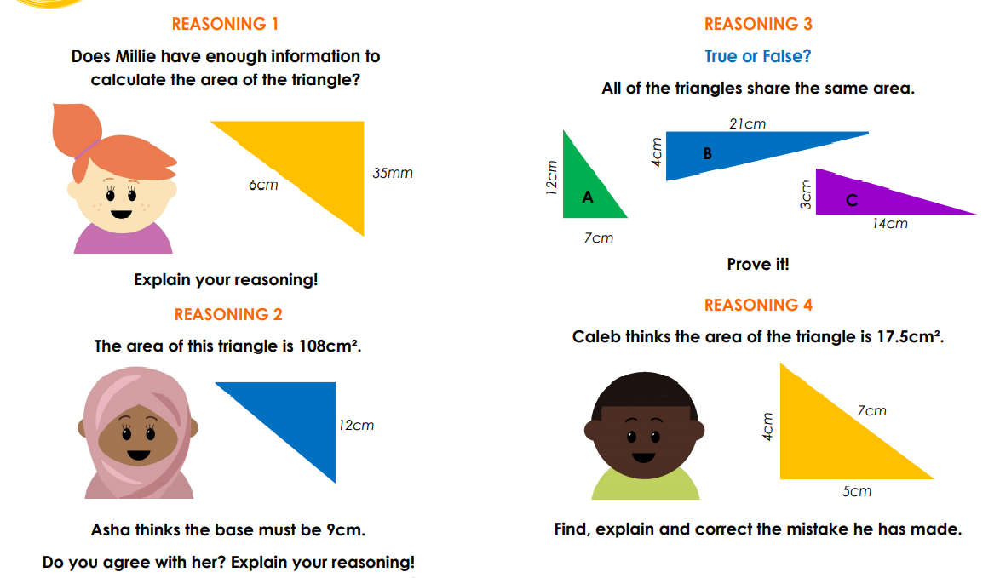 REASONING 1
Does Millie have enough information to
calculate the area of the triangle?
6cm
35mm
Explain your reasoning!
REASONING 2
The area of this triangle is 108cm².
12cm
Asha thinks the base must be 9cm.
Do you agree with her? Explain your reasoning!
REASONING 3
True or False?
All of the triangles share the same area.
12cm
A
7cm
21cm
4cm
B
3cm
C
14cm
Prove it!
REASONING 4
Caleb thinks the area of the triangle is 17.5cm².
4cm
7cm
5cm
Find, explain and correct the mistake he has made.